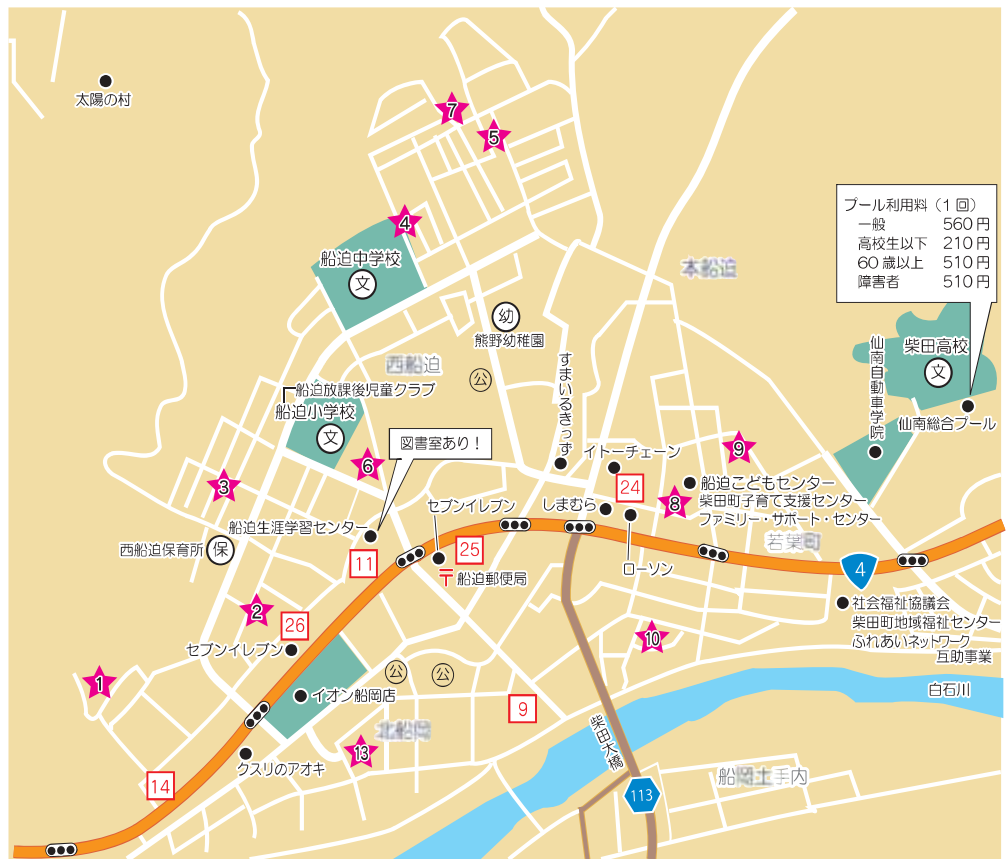 太陽の村
7
5
4
船迫中学校
文
プール利用料（1回）
一般 560円
高校生以下 210円
60歳以上 510円
障害者 510円
本船迫
幼
熊野幼稚園
西船迫
公
すまいるきっず
柴田高校
文
仙南自動車学院
仙南総合プール
船迫放課後児童クラブ
船迫小学校
文
図書室あり！
6
3
イトーチェーン
24
9
船迫こどもセンター
8
柴田町子育て支援センター
ファミリー・サポート・センター
しまむら
セブンイレブン
船迫生涯学習センター
西船迫保育所
保
11
25
〒船迫郵便局
ローソン
若葉町
4
社会福祉協議会
柴田町地域福祉センター
ふれあいネットワーク
互助事業
2
26
セブンイレブン
10
1
公
公
イオン船岡店
9
白石川
北船岡
13
クスリのアオキ
14
柴田大橋
113
船岡土手内